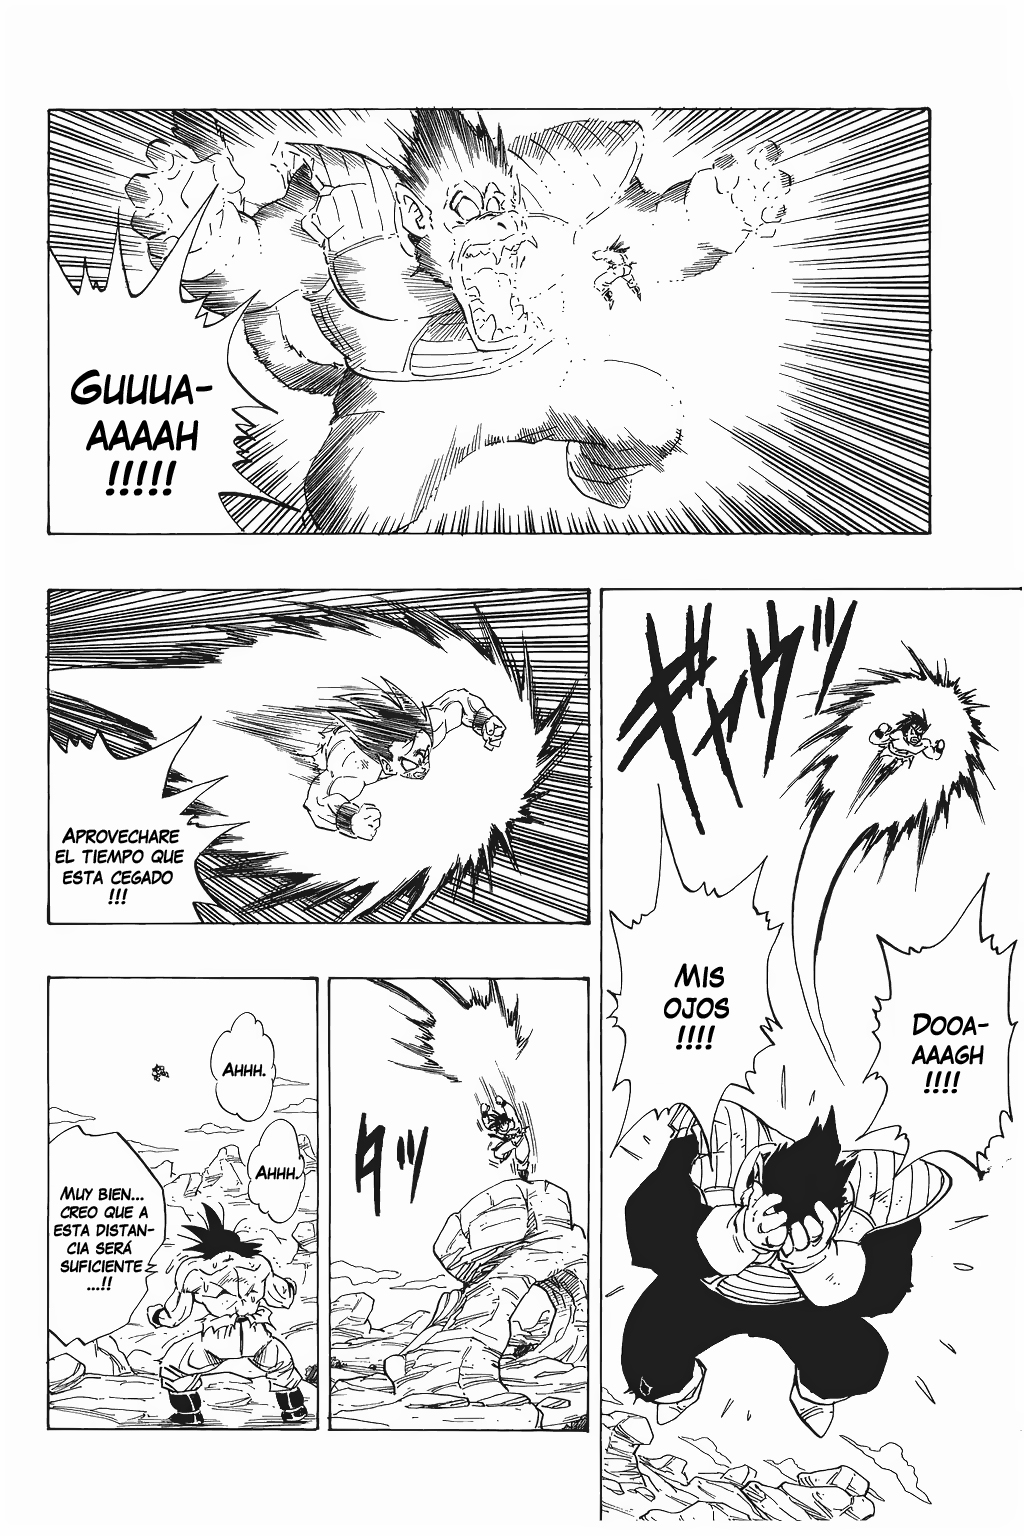 GUUUA-
AAAAH
!!!!!
ギャウッ
MIS
OJOS
!!!!
DOOA-
AAAGH
!!!!
APROVECHARE
EL TIEMPO QUE
ESTA CEGADO
!!!
タッ
AHHH.
AHHH.
MUY BIEN...
CREO QUE A
ESTA DISTAN-
CIA SERÁ
SUFICIENTE
...!!